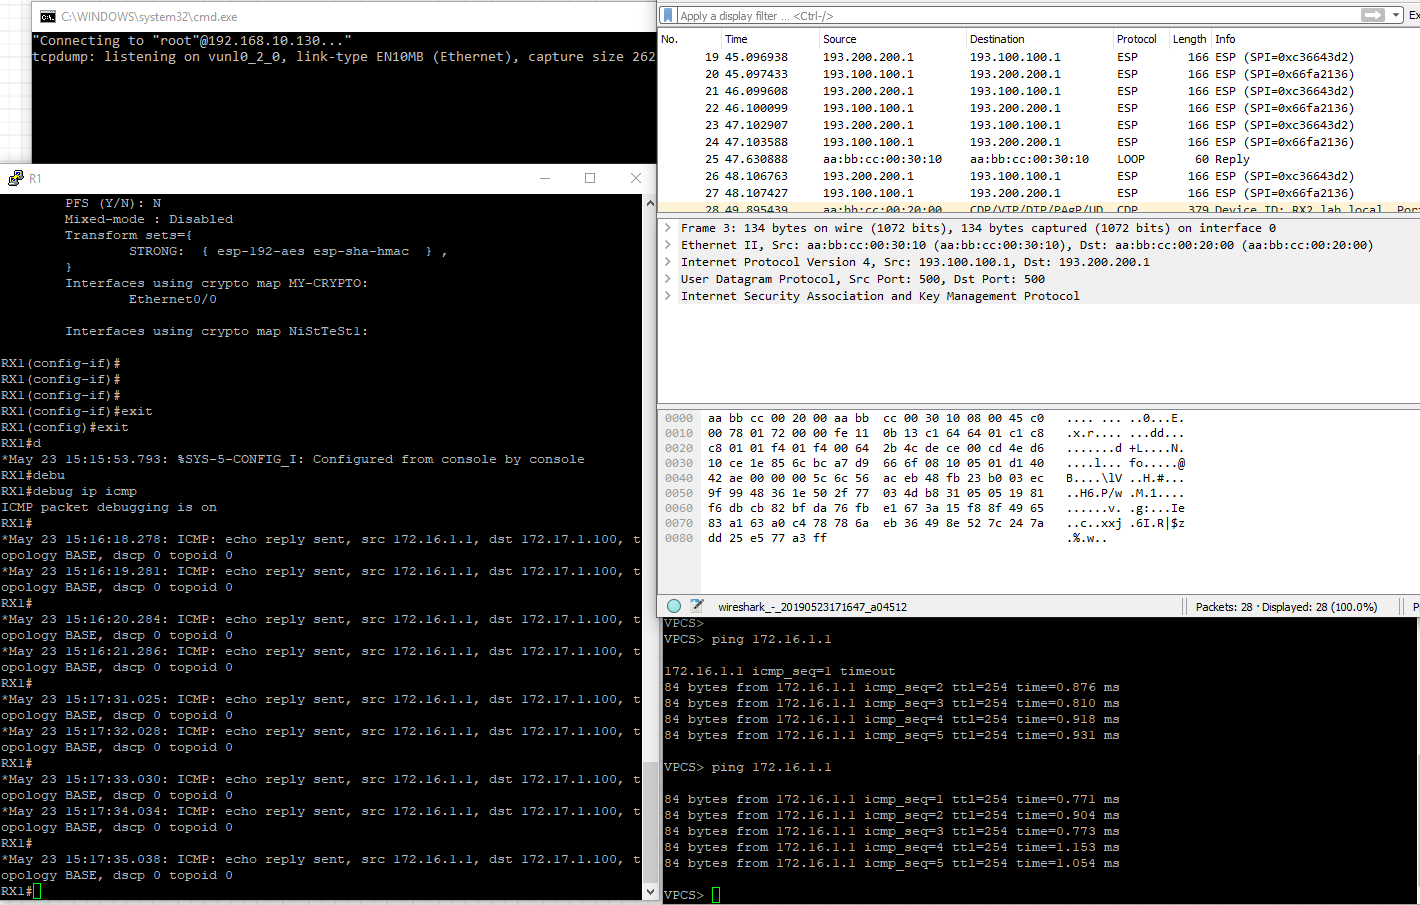 C:\WINDOWS\system32\cmd.exe
"Connecting to "root"@192.168.10.130..."
tcpdump: listening on vunl0_2_0, link-type EN10MB (Ethernet), capture size 262
R1
PFS (Y/N): N
Mixed-mode : Disabled
Transform sets={
STRONG:  { esp-192-aes esp-sha-hmac  } ,
}
Interfaces using crypto map MY-CRYPTO:
Ethernet0/0
Interfaces using crypto map NiStTeSt1:
RX1(config-if)#
RX1(config-if)#
RX1(config-if)#
RX1(config-if)#exit
RX1(config)#exit
RX1#d
*May 23 15:15:53.793: %SYS-5-CONFIG_I: Configured from console by console
RX1#debu
RX1#debug ip icmp
ICMP packet debugging is on
RX1#
*May 23 15:16:18.278: ICMP: echo reply sent, src 172.16.1.1, dst 172.17.1.100, t
opology BASE, dscp 0 topoid 0
*May 23 15:16:19.281: ICMP: echo reply sent, src 172.16.1.1, dst 172.17.1.100, t
opology BASE, dscp 0 topoid 0
RX1#
*May 23 15:16:20.284: ICMP: echo reply sent, src 172.16.1.1, dst 172.17.1.100, t
opology BASE, dscp 0 topoid 0
*May 23 15:16:21.286: ICMP: echo reply sent, src 172.16.1.1, dst 172.17.1.100, t
opology BASE, dscp 0 topoid 0
RX1#
*May 23 15:17:31.025: ICMP: echo reply sent, src 172.16.1.1, dst 172.17.1.100, t
opology BASE, dscp 0 topoid 0
*May 23 15:17:32.028: ICMP: echo reply sent, src 172.16.1.1, dst 172.17.1.100, t
opology BASE, dscp 0 topoid 0
RX1#
*May 23 15:17:33.030: ICMP: echo reply sent, src 172.16.1.1, dst 172.17.1.100, t
opology BASE, dscp 0 topoid 0
*May 23 15:17:34.034: ICMP: echo reply sent, src 172.16.1.1, dst 172.17.1.100, t
opology BASE, dscp 0 topoid 0
RX1#
*May 23 15:17:35.038: ICMP: echo reply sent, src 172.16.1.1, dst 172.17.1.100, t
opology BASE, dscp 0 topoid 0
RX1#
Apply a display filter ... <Ctrl-/> Ex
No. Time Source Destination Protocol Length Info
19 45.096938 193.200.200.1 193.100.100.1 ESP 166 ESP (SPI=0xc36643d2)
20 45.097433 193.100.100.1 193.200.200.1 ESP 166 ESP (SPI=0x66fa2136)
21 46.099608 193.200.200.1 193.100.100.1 ESP 166 ESP (SPI=0xc36643d2)
22 46.100099 193.100.100.1 193.200.200.1 ESP 166 ESP (SPI=0x66fa2136)
23 47.102907 193.200.200.1 193.100.100.1 ESP 166 ESP (SPI=0xc36643d2)
24 47.103588 193.100.100.1 193.200.200.1 ESP 166 ESP (SPI=0x66fa2136)
25 47.630888 aa:bb:cc:00:30:10 aa:bb:cc:00:30:10 LOOP 60 Reply
26 48.106763 193.200.200.1 193.100.100.1 ESP 166 ESP (SPI=0xc36643d2)
27 48.107427 193.100.100.1 193.200.200.1 ESP 166 ESP (SPI=0x66fa2136)
28 49.895439 aa:bb:cc:00:20:00 CDP/VTP/DTP/PAgP/UD CDP 379 Device ID: RX2.lab.local  Port
Frame 3: 134 bytes on wire (1072 bits), 134 bytes captured (1072 bits) on interface 0
Ethernet II, Src: aa:bb:cc:00:30:10 (aa:bb:cc:00:30:10), Dst: aa:bb:cc:00:20:00 (aa:bb:cc:00:20:00)
Internet Protocol Version 4, Src: 193.100.100.1, Dst: 193.200.200.1
User Datagram Protocol, Src Port: 500, Dst Port: 500
Internet Security Association and Key Management Protocol
0000 aa bb cc 00 20 00 aa bb cc 00 30 10 08 00 45 c0 .... ... ..0...E.
0010 00 78 01 72 00 00 fe 11 0b 13 c1 64 64 01 c1 c8 .x.r.... ...dd...
0020 c8 01 01 f4 01 f4 00 64 2b 4c de ce 00 cd 4e d6 .......d +L....N.
0030 10 ce 1e 85 6c bc a7 d9 66 6f 08 10 05 01 d1 40 ....l... fo.....@
0040 42 ae 00 00 00 5c 6c 56 ac eb 48 fb 23 b0 03 ec B....\lV ..H.#...
0050 9f 99 48 36 1e 50 2f 77 03 4d b8 31 05 05 19 81 ..H6.P/w .M.1....
0060 f6 db cb 82 bf da 76 fb e1 67 3a 15 f8 8f 49 65 ......v. .g:...Ie
0070 83 a1 63 a0 c4 78 78 6a eb 36 49 8e 52 7c 24 7a ..c..xxj .6I.R|$z
0080 dd 25 e5 77 a3 ff .%.w..
wireshark_-_20190523171647_a04512 Packets: 28 · Displayed: 28 (100.0%) P
VPCS>
VPCS> ping 172.16.1.1
172.16.1.1 icmp_seq=1 timeout
84 bytes from 172.16.1.1 icmp_seq=2 ttl=254 time=0.876 ms
84 bytes from 172.16.1.1 icmp_seq=3 ttl=254 time=0.810 ms
84 bytes from 172.16.1.1 icmp_seq=4 ttl=254 time=0.918 ms
84 bytes from 172.16.1.1 icmp_seq=5 ttl=254 time=0.931 ms
VPCS> ping 172.16.1.1
84 bytes from 172.16.1.1 icmp_seq=1 ttl=254 time=0.771 ms
84 bytes from 172.16.1.1 icmp_seq=2 ttl=254 time=0.904 ms
84 bytes from 172.16.1.1 icmp_seq=3 ttl=254 time=0.773 ms
84 bytes from 172.16.1.1 icmp_seq=4 ttl=254 time=1.153 ms
84 bytes from 172.16.1.1 icmp_seq=5 ttl=254 time=1.054 ms
VPCS>